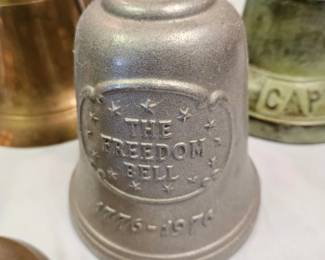 THE
FREEDOM
BELL
1776-1976
CAP